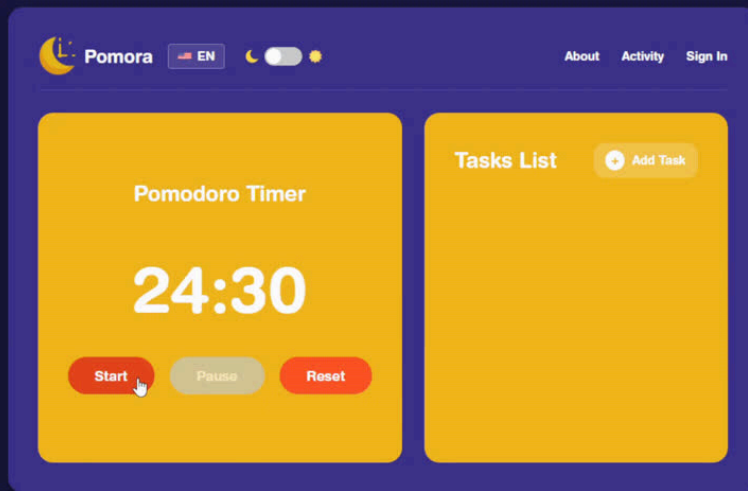 Pomora
EN
About
Activity
Sign In
Pomodoro Timer
24:30
Start
Pause
Reset
Tasks List
+ Add Task